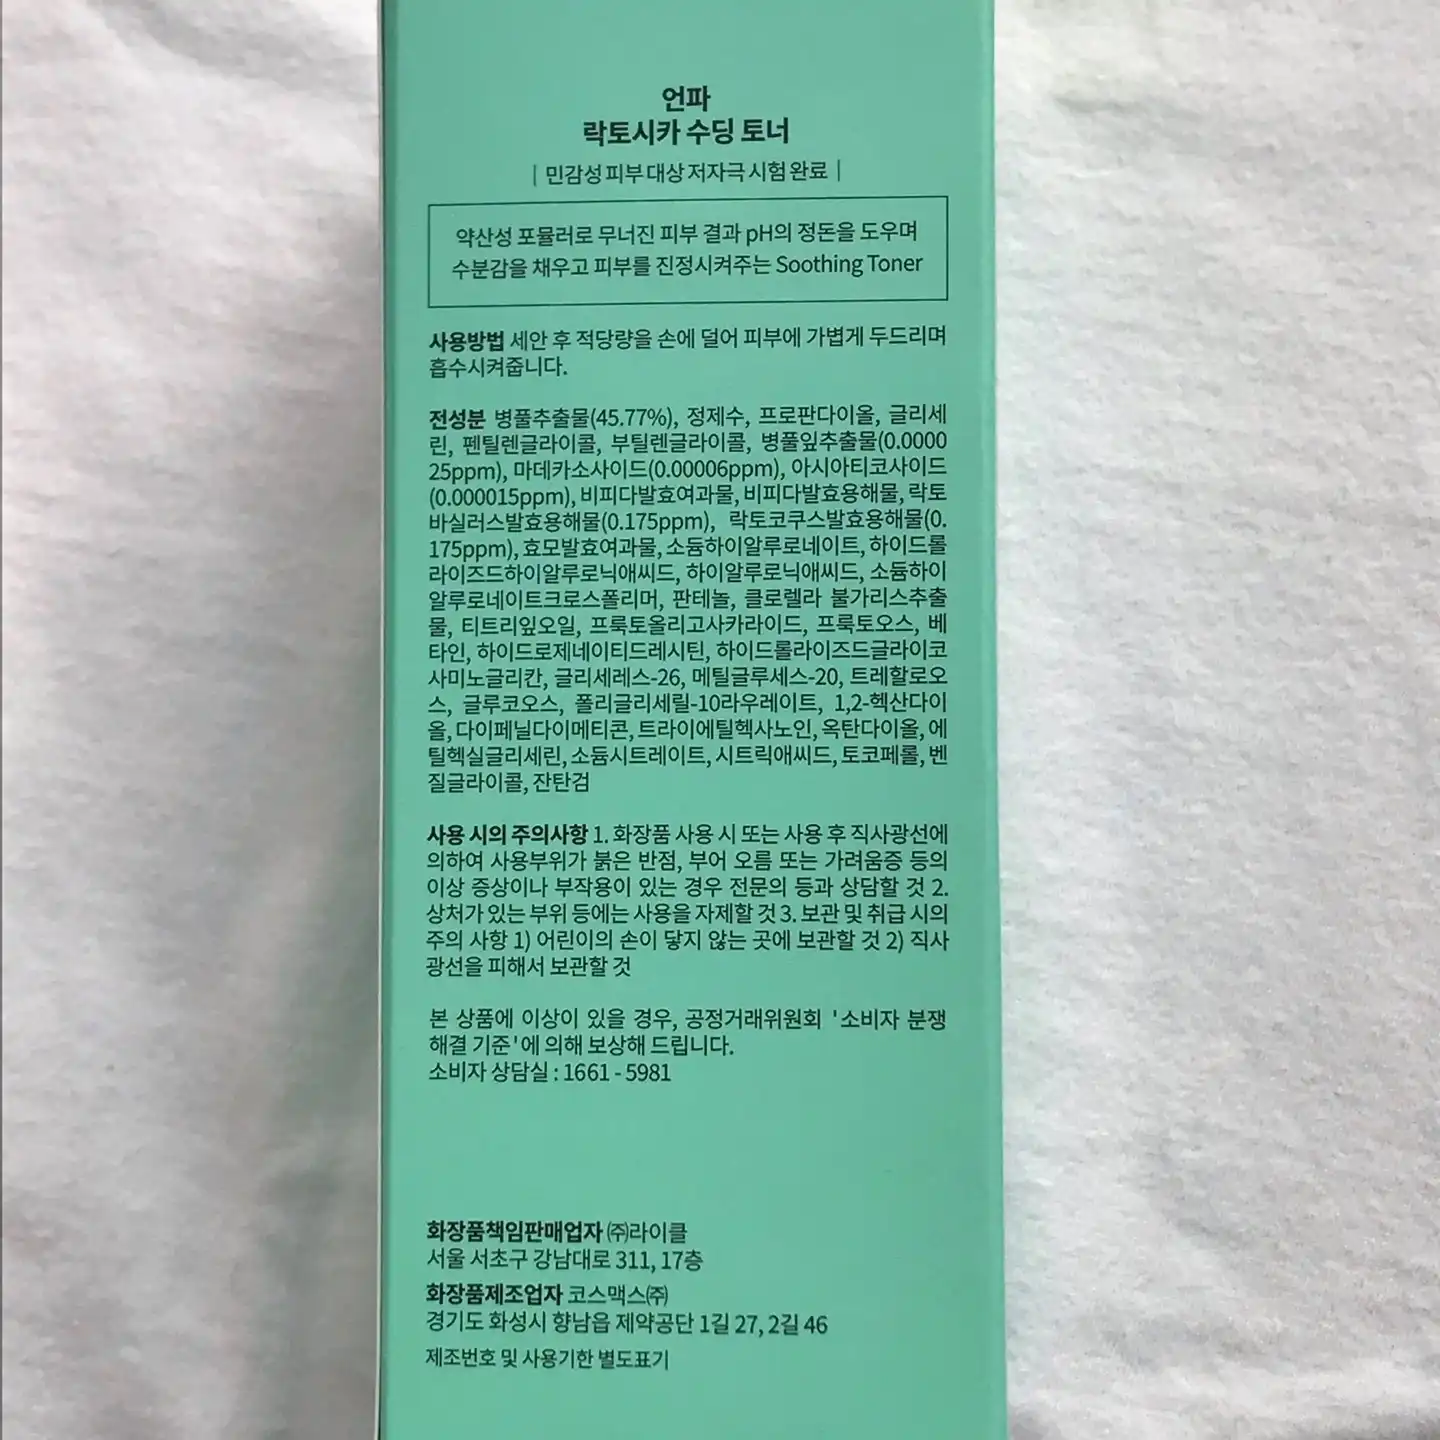 언파
락토시카 수딩 토너
| 민감성 피부 대상 저자극 시험 완료 |
약산성 포뮬러로 무너진 피부 결과 pH의 정돈을 도우며
수분감을 채우고 피부를 진정시켜주는 Soothing Toner
사용방법 세안 후 적당량을 손에 덜어 피부에 가볍게 두드리며
흡수시켜줍니다.
전성분 병풀추출물(45.77%), 정제수, 프로판다이올, 글리세
린, 펜틸렌글라이콜, 부틸렌글라이콜, 병풀잎추출물(0.0000
25ppm), 마데카소사이드(0.00006ppm), 아시아티코사이드
(0.000015ppm), 비피다발효여과물, 비피다발효용해물, 락토
바실러스발효용해물(0.175ppm), 락토코쿠스발효용해물(0.
175ppm), 효모발효여과물, 소듐하이알루로네이트, 하이드롤
라이즈드하이알루로닉애씨드, 하이알루로닉애씨드, 소듐하이
알루로네이트크로스폴리머, 판테놀, 클로렐라 불가리스추출
물, 티트리잎오일, 프룩토올리고사카라이드, 프룩토오스, 베
타인, 하이드로제네이티드레시틴, 하이드롤라이즈드글라이코
사미노글리칸, 글리세레스-26, 메틸글루세스-20, 트레할로오
스, 글루코오스, 폴리글리세릴-10라우레이트, 1,2-헥산다이
올, 다이페닐다이메티콘, 트라이에틸헥사노인, 옥탄다이올, 에
틸헥실글리세린, 소듐시트레이트, 시트릭애씨드, 토코페롤, 벤
질글라이콜, 잔탄검
사용 시의 주의사항 1. 화장품 사용 시 또는 사용 후 직사광선에
의하여 사용부위가 붉은 반점, 부어 오름 또는 가려움증 등의
이상 증상이나 부작용이 있는 경우 전문의 등과 상담할 것 2.
상처가 있는 부위 등에는 사용을 자제할 것 3. 보관 및 취급 시의
주의 사항 1) 어린이의 손이 닿지 않는 곳에 보관할 것 2) 직사
광선을 피해서 보관할 것
본 상품에 이상이 있을 경우, 공정거래위원회 '소비자 분쟁
해결 기준'에 의해 보상해 드립니다.
소비자 상담실 : 1661 - 5981
화장품책임판매업자 ㈜라이클
서울 서초구 강남대로 311, 17층
화장품제조업자 코스맥스㈜
경기도 화성시 향남읍 제약공단 1길 27, 2길 46
제조번호 및 사용기한 별도표기